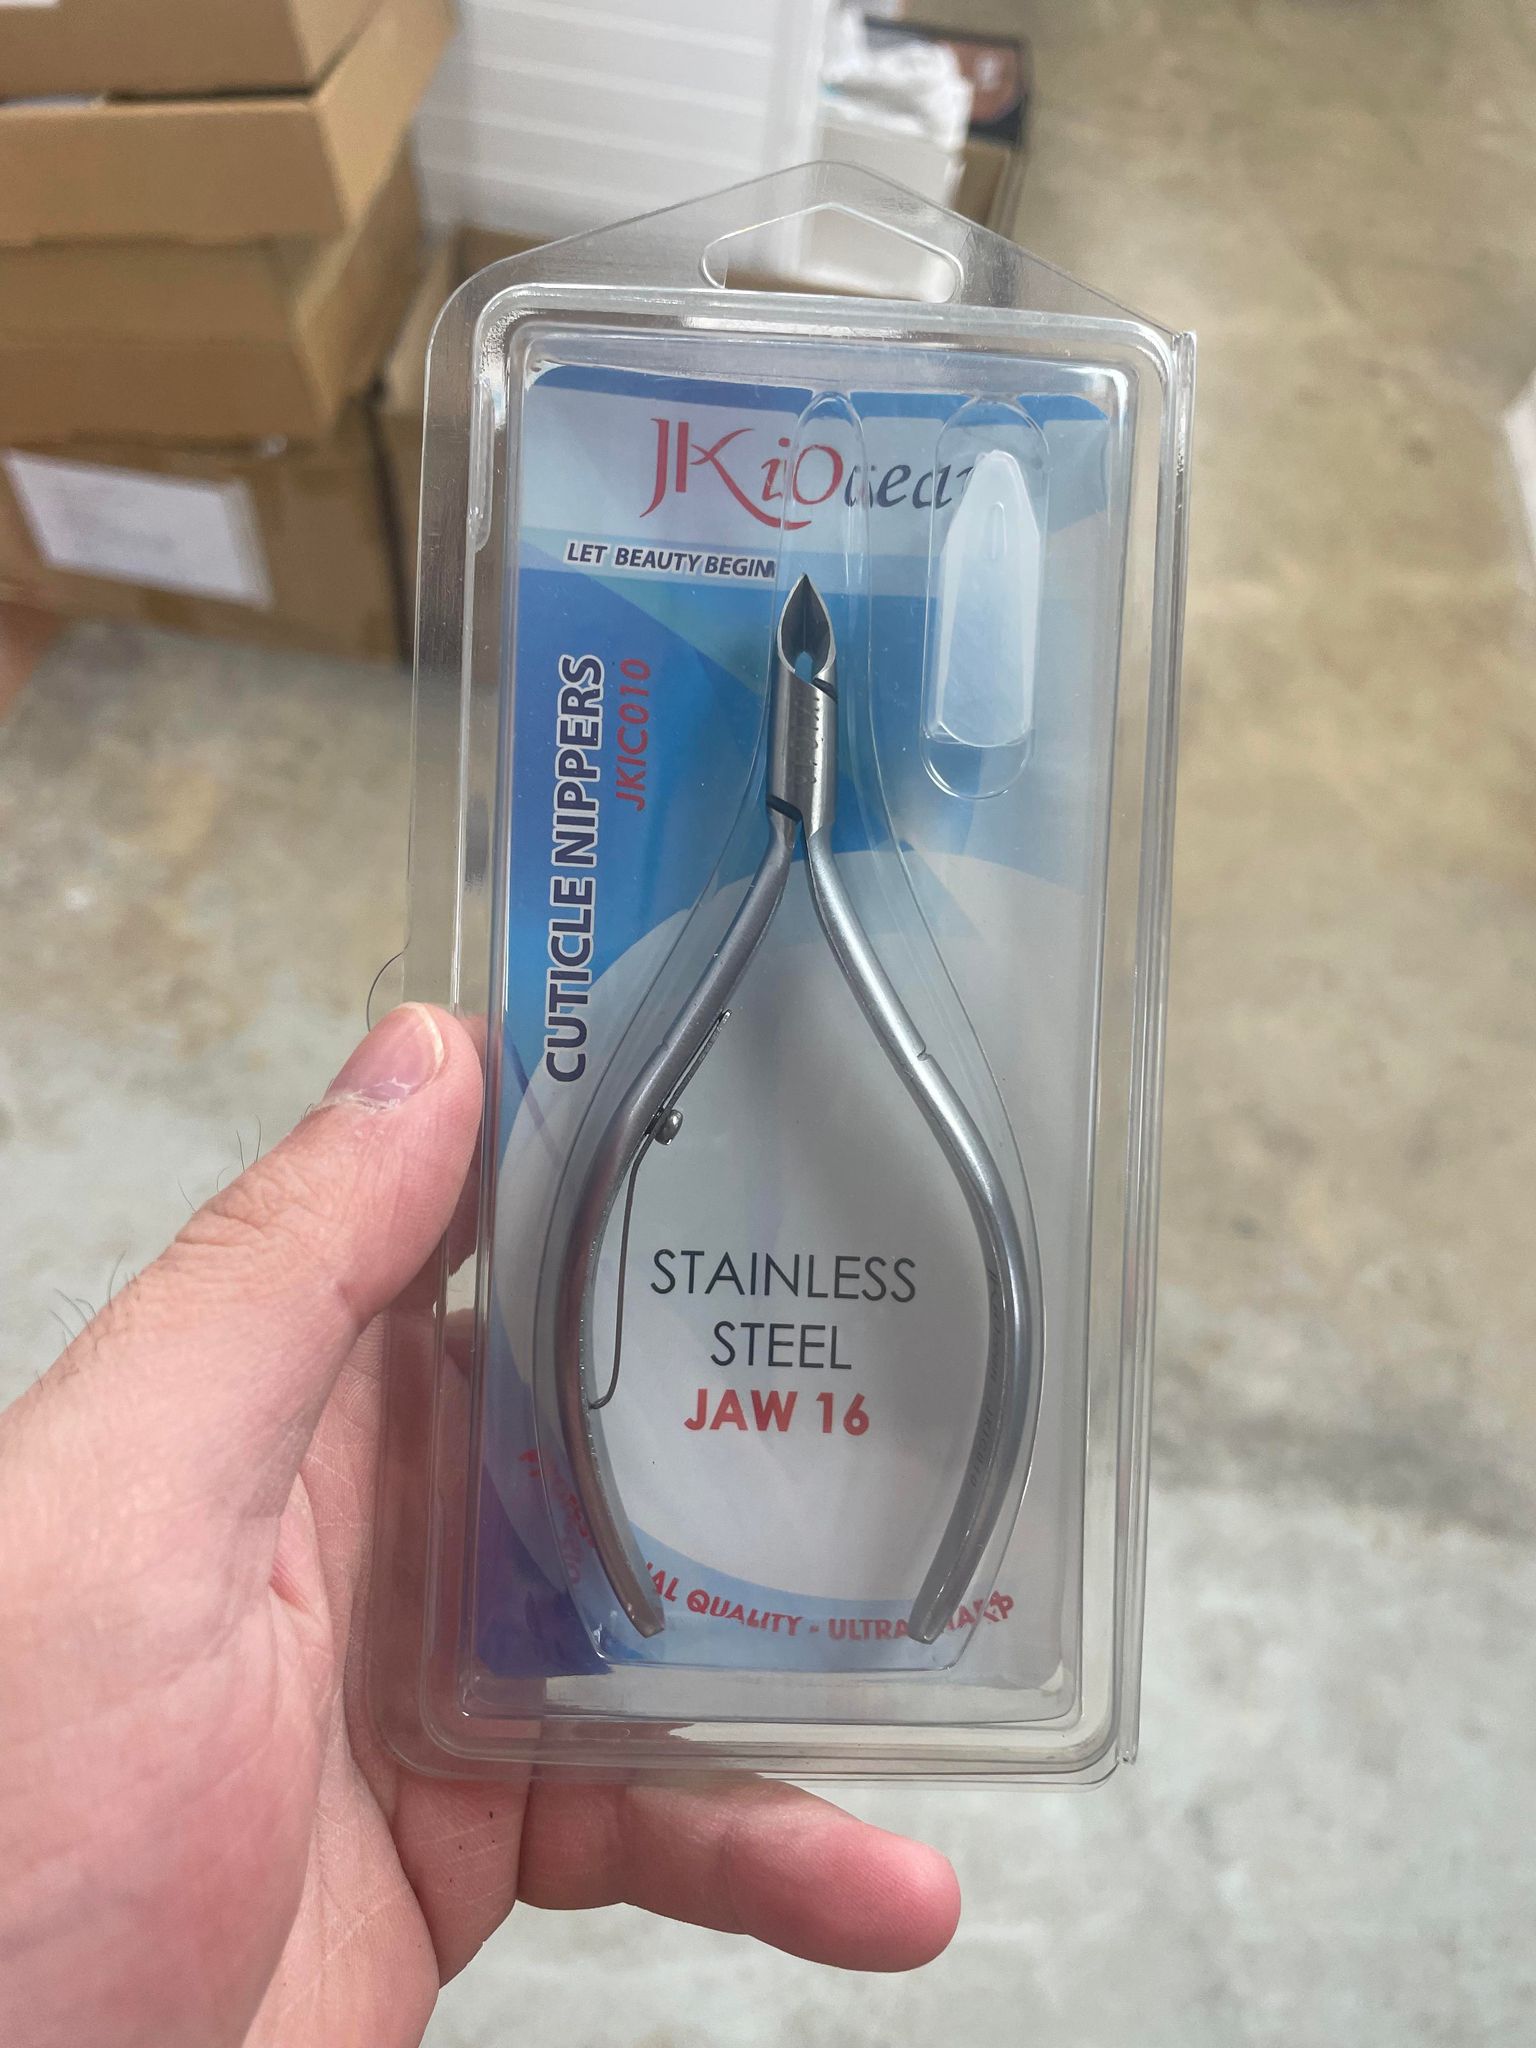 JKiOcean
LET BEAUTY BEGIN
CUTICLE NIPPERS
JKIC010
STAINLESS
STEEL
JAW 16
QUALITY - ULTRA